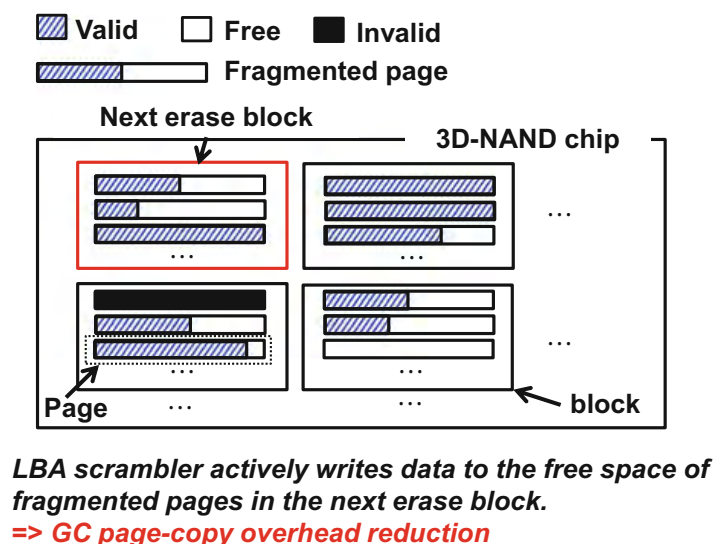 Valid Free Invalid
Fragmented page
Next erase block
3D-NAND chip
...
...
...
...
...
...
...
...
Page
block
LBA scrambler actively writes data to the free space of
fragmented pages in the next erase block.
=> GC page-copy overhead reduction